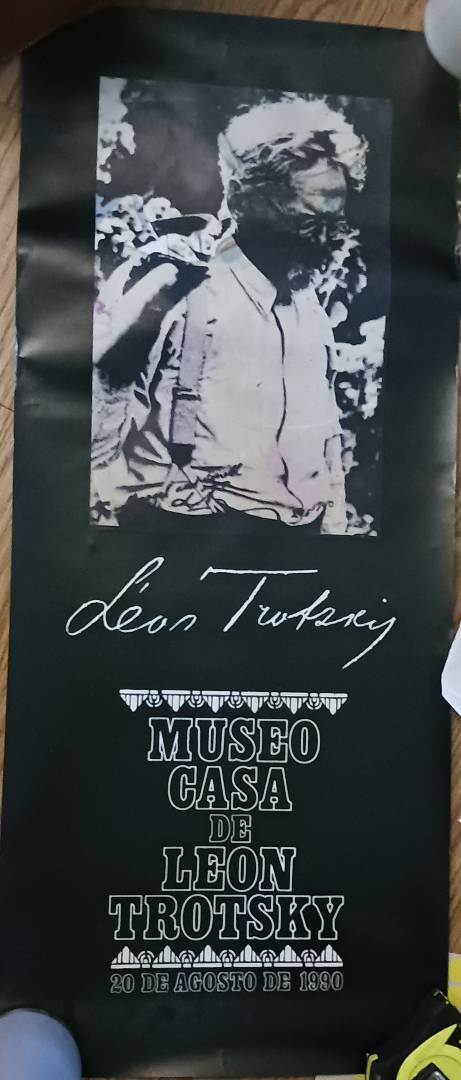 Léon Trotsky
MUSEO
CASA
DE
LEON
TROTSKY
20 DE AGOSTO DE 1990